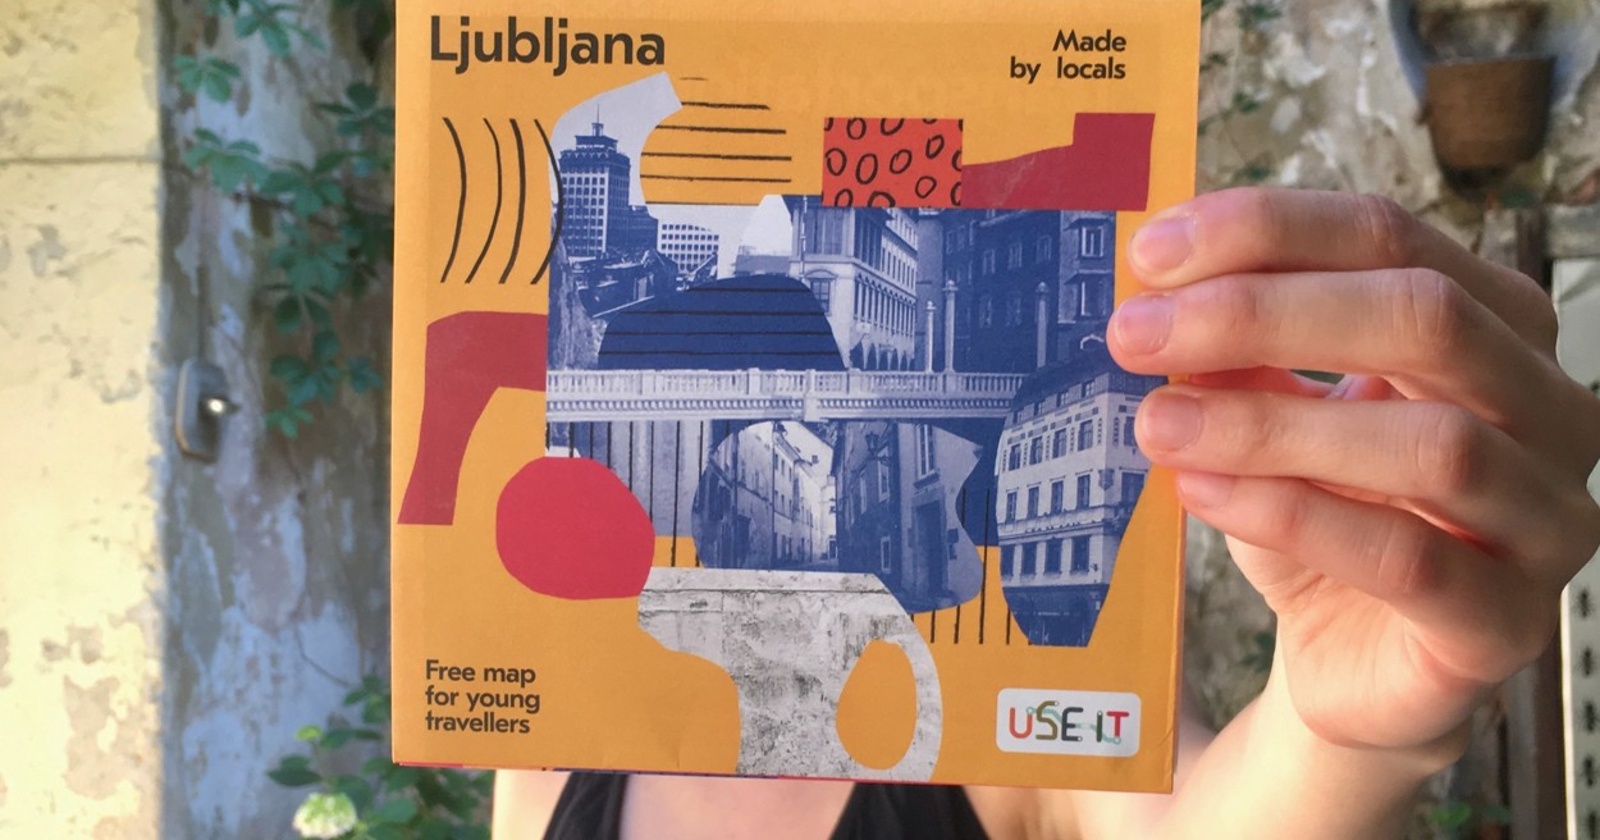 Ljubljana
Made
by locals
Free map
for young
travellers
USE-IT